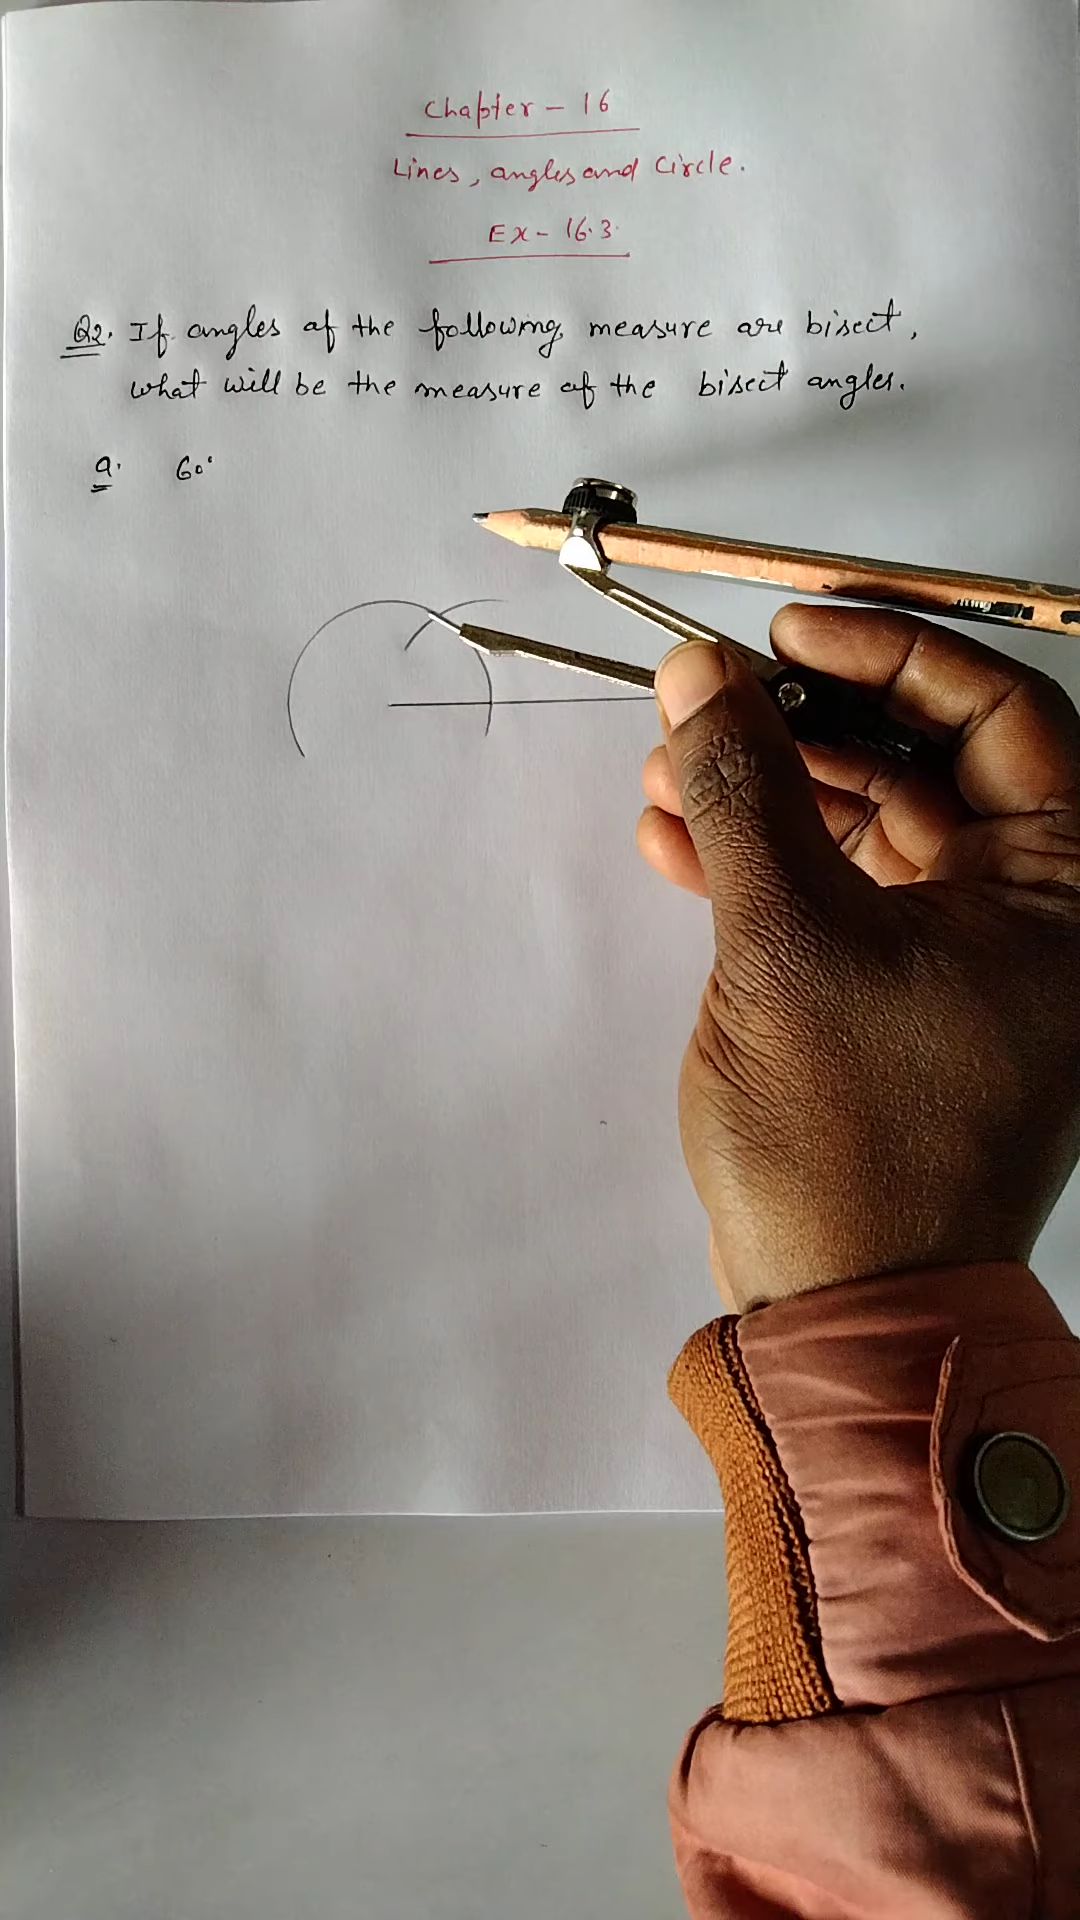 Chapter - 16
Lines, angles and Circle.
Ex - 16.3.
Q2. If angles of the following measure are bisect,
what will be the measure of the bisect angles.
a. 60°